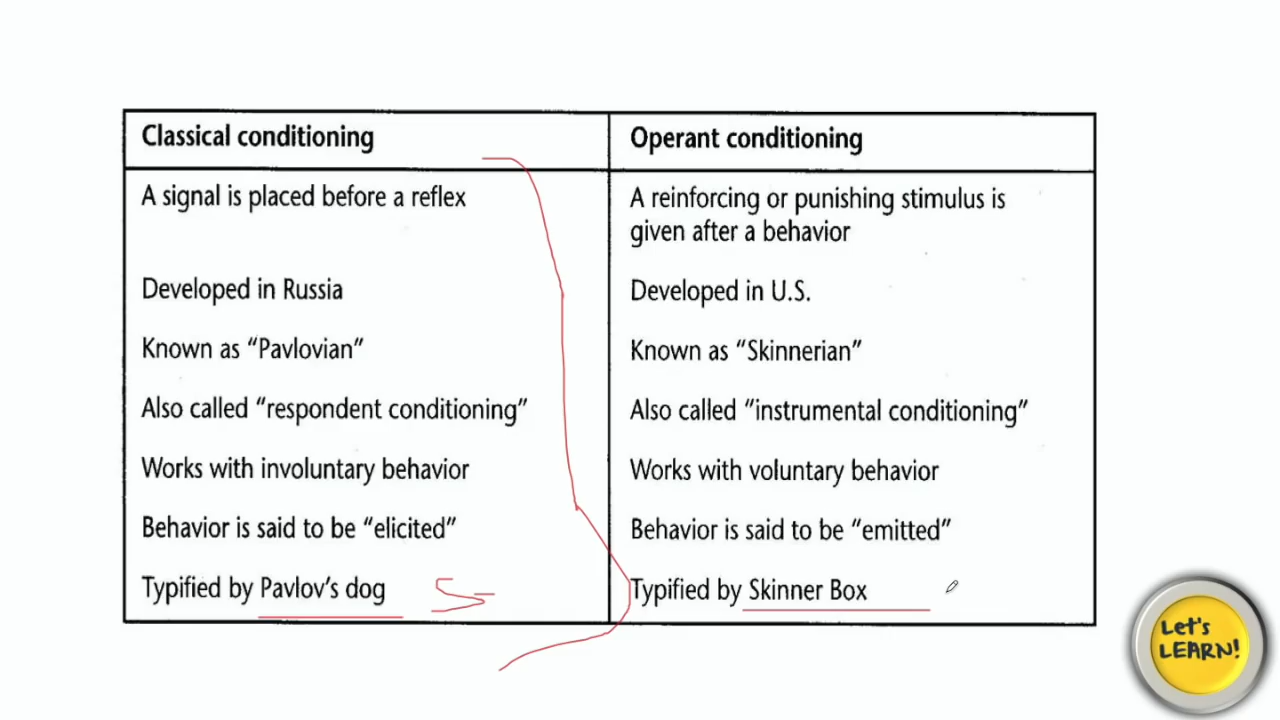 Classical conditioning
Operant conditioning
A signal is placed before a reflex
A reinforcing or punishing stimulus is
given after a behavior
Developed in Russia
Developed in U.S.
Known as “Pavlovian”
Known as “Skinnerian”
Also called “respondent conditioning”
Also called “instrumental conditioning”
Works with involuntary behavior
Works with voluntary behavior
Behavior is said to be “elicited”
Behavior is said to be “emitted”
Typified by Pavlov’s dog
Typified by Skinner Box
Let's
LEARN!